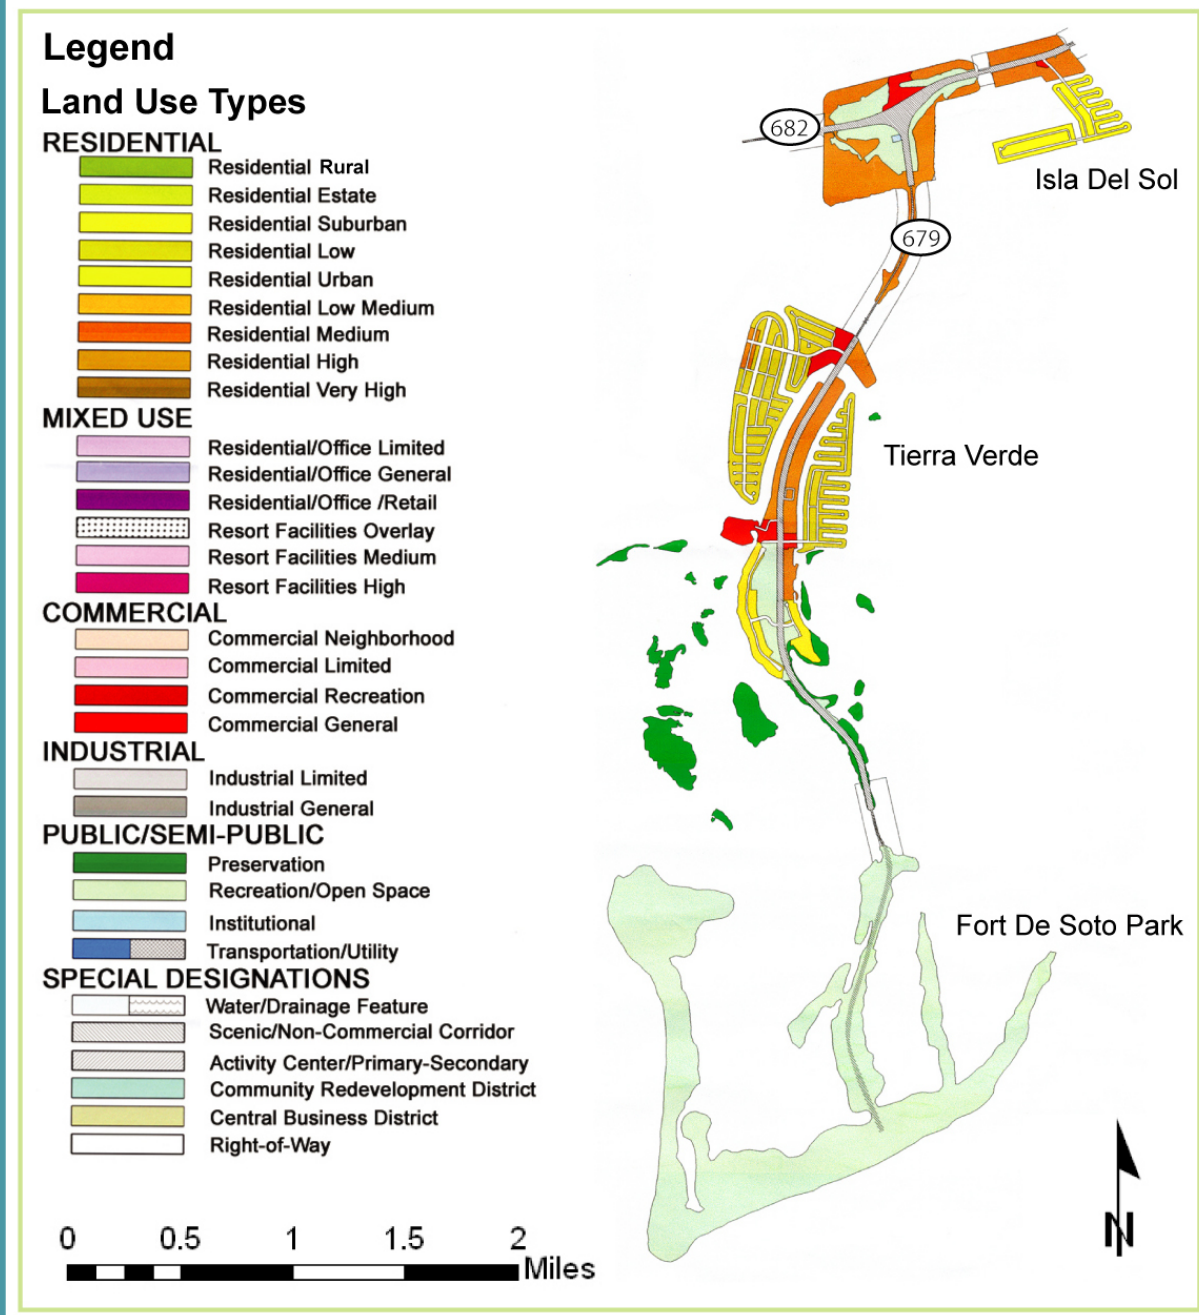 Legend
Land Use Types
RESIDENTIAL
Residential Rural
Residential Estate
Residential Suburban
Residential Low
Residential Urban
Residential Low Medium
Residential Medium
Residential High
Residential Very High
MIXED USE
Residential/Office Limited
Residential/Office General
Residential/Office /Retail
Resort Facilities Overlay
Resort Facilities Medium
Resort Facilities High
COMMERCIAL
Commercial Neighborhood
Commercial Limited
Commercial Recreation
Commercial General
INDUSTRIAL
Industrial Limited
Industrial General
PUBLIC/SEMI-PUBLIC
Preservation
Recreation/Open Space
Institutional
Transportation/Utility
SPECIAL DESIGNATIONS
Water/Drainage Feature
Scenic/Non-Commercial Corridor
Activity Center/Primary-Secondary
Community Redevelopment District
Central Business District
Right-of-Way
0 0.5 1 1.5 2
Miles
682
Isla Del Sol
679
Tierra Verde
Fort De Soto Park
N